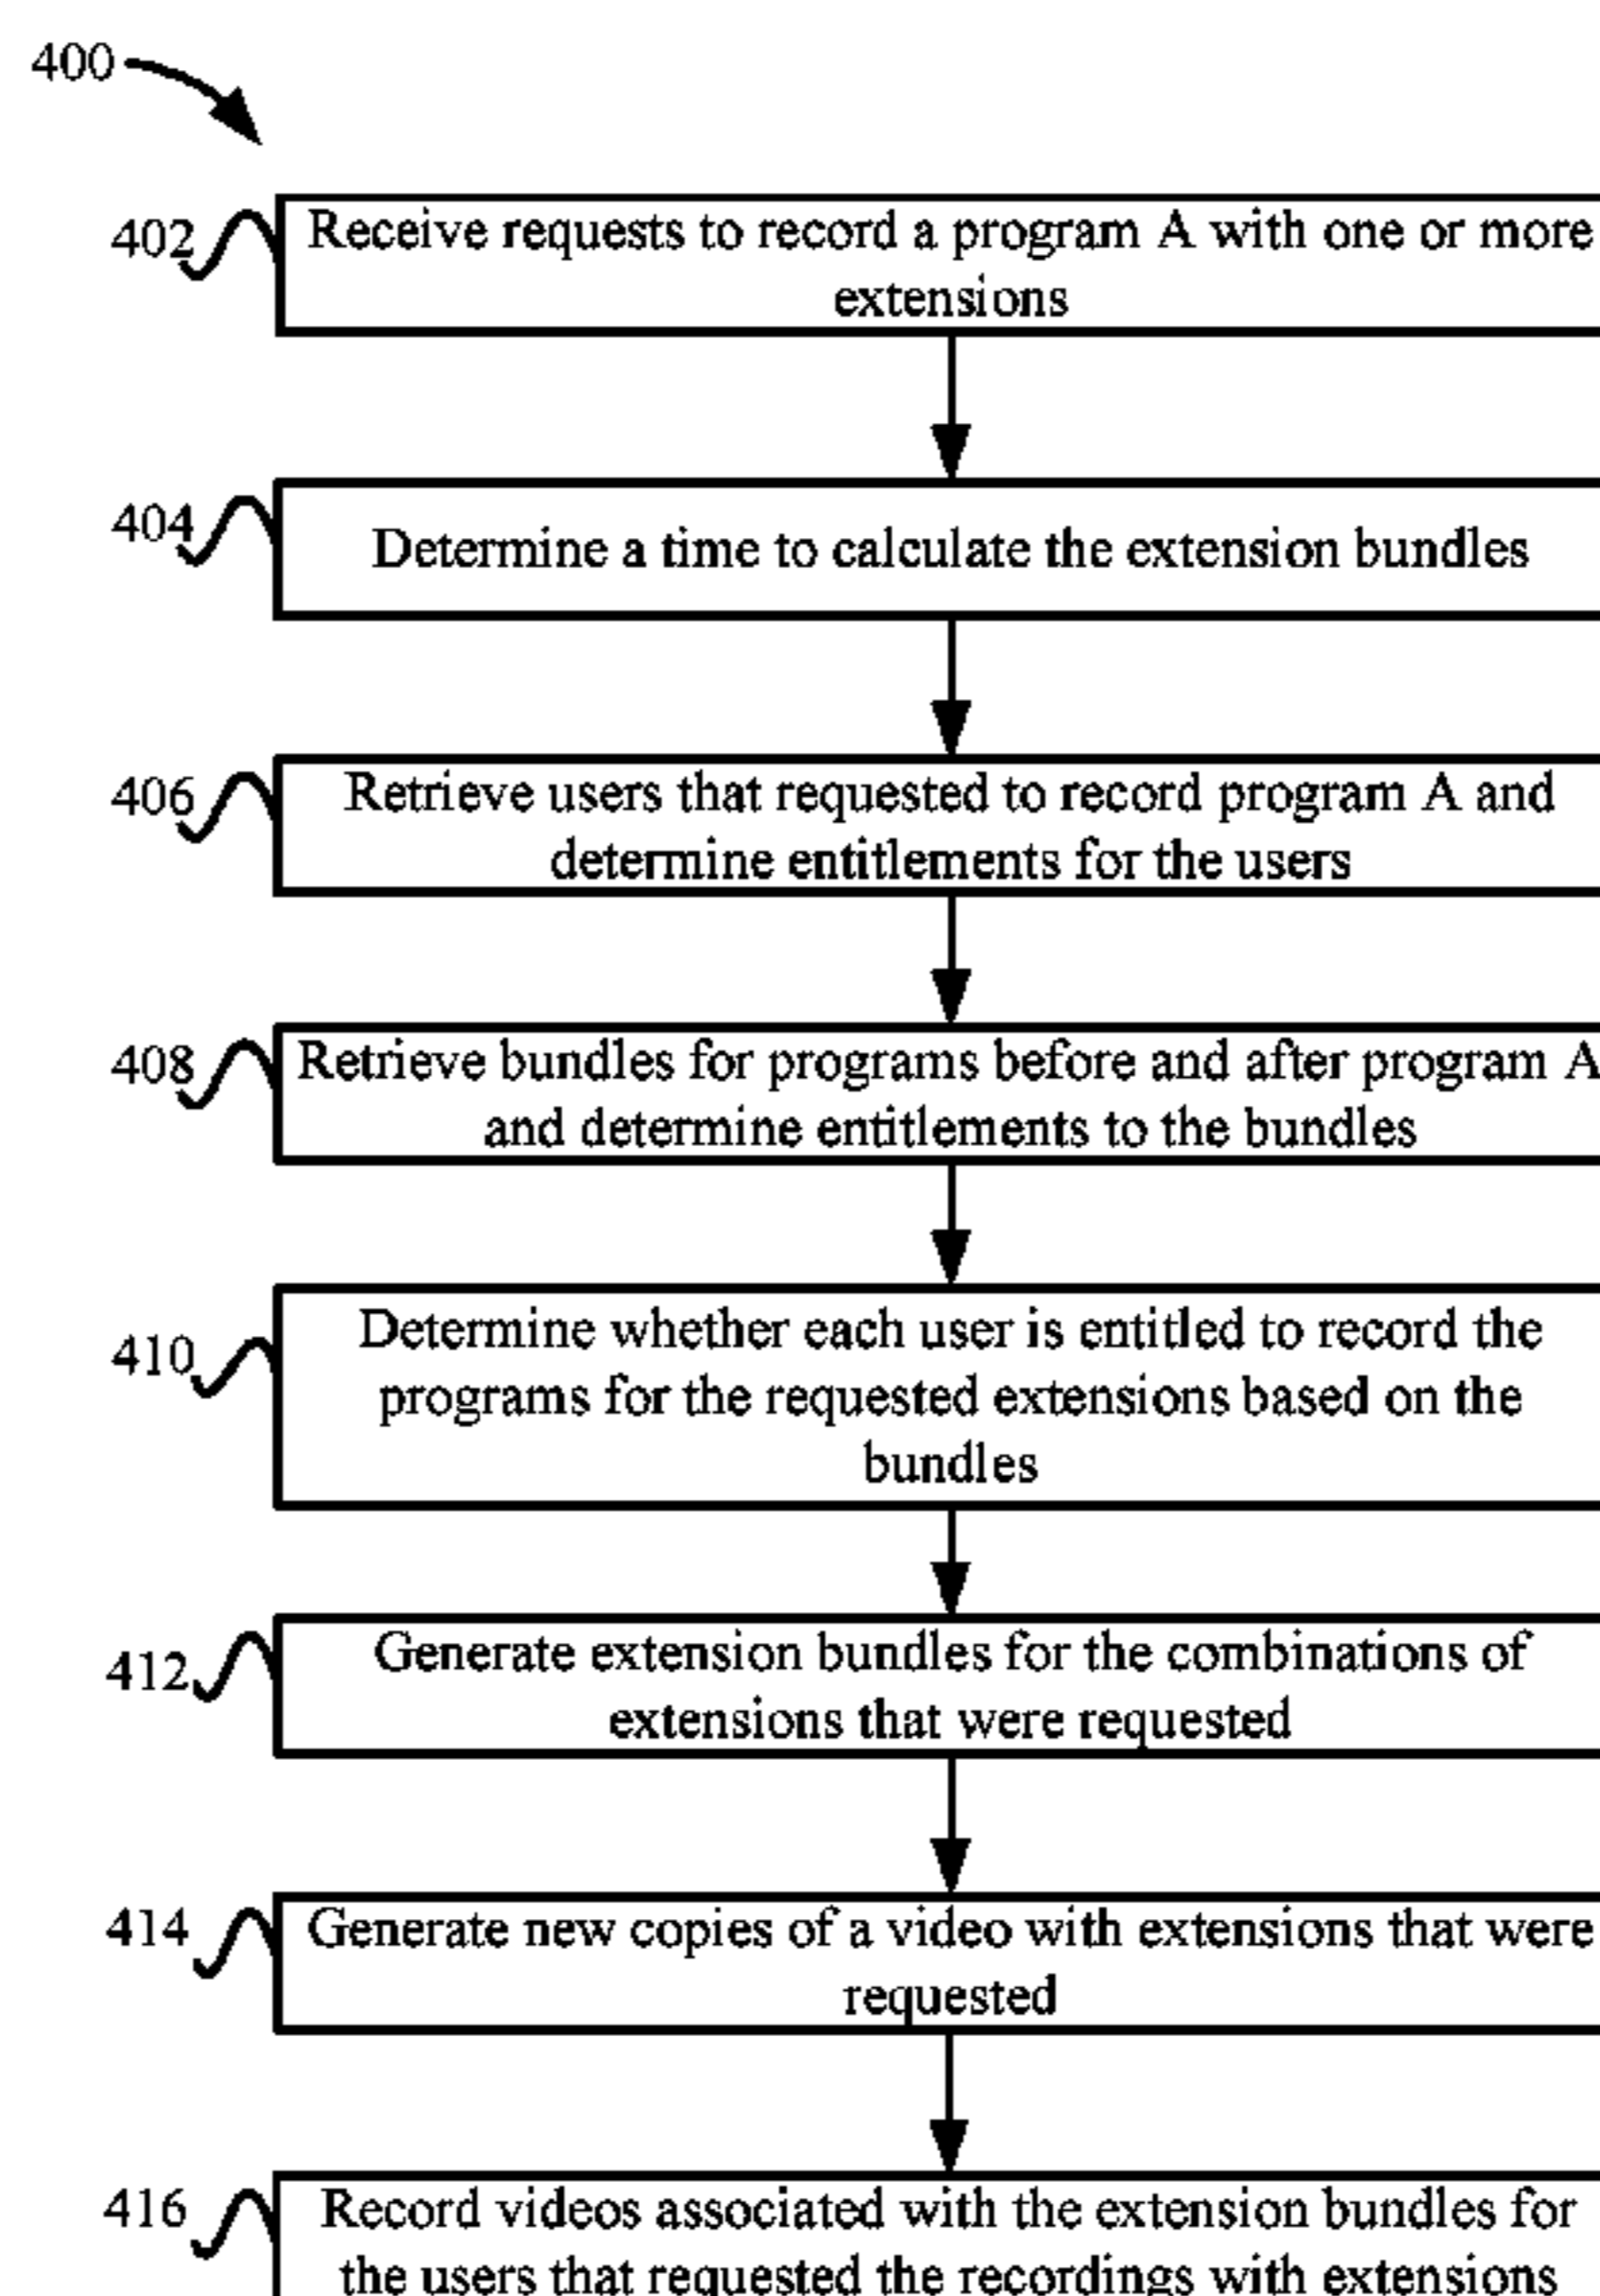 400
402
Receive requests to record a program A with one or more
extensions
404
Determine a time to calculate the extension bundles
406
Retrieve users that requested to record program A and
determine entitlements for the users
408
Retrieve bundles for programs before and after program A
and determine entitlements to the bundles
410
Determine whether each user is entitled to record the
programs for the requested extensions based on the
bundles
412
Generate extension bundles for the combinations of
extensions that were requested
414
Generate new copies of a video with extensions that were
requested
416
Record videos associated with the extension bundles for
the users that requested the recordings with extensions